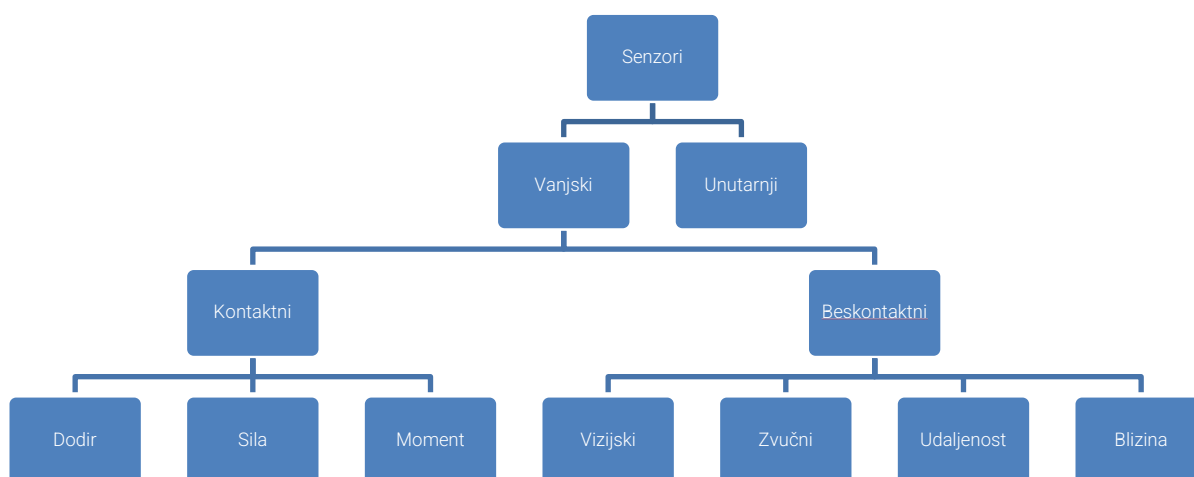 Senzori
Vanjski
Unutarnji
Kontaktni
Beskontaktni
Dodir
Sila
Moment
Vizijski
Zvučni
Udaljenost
Blizina